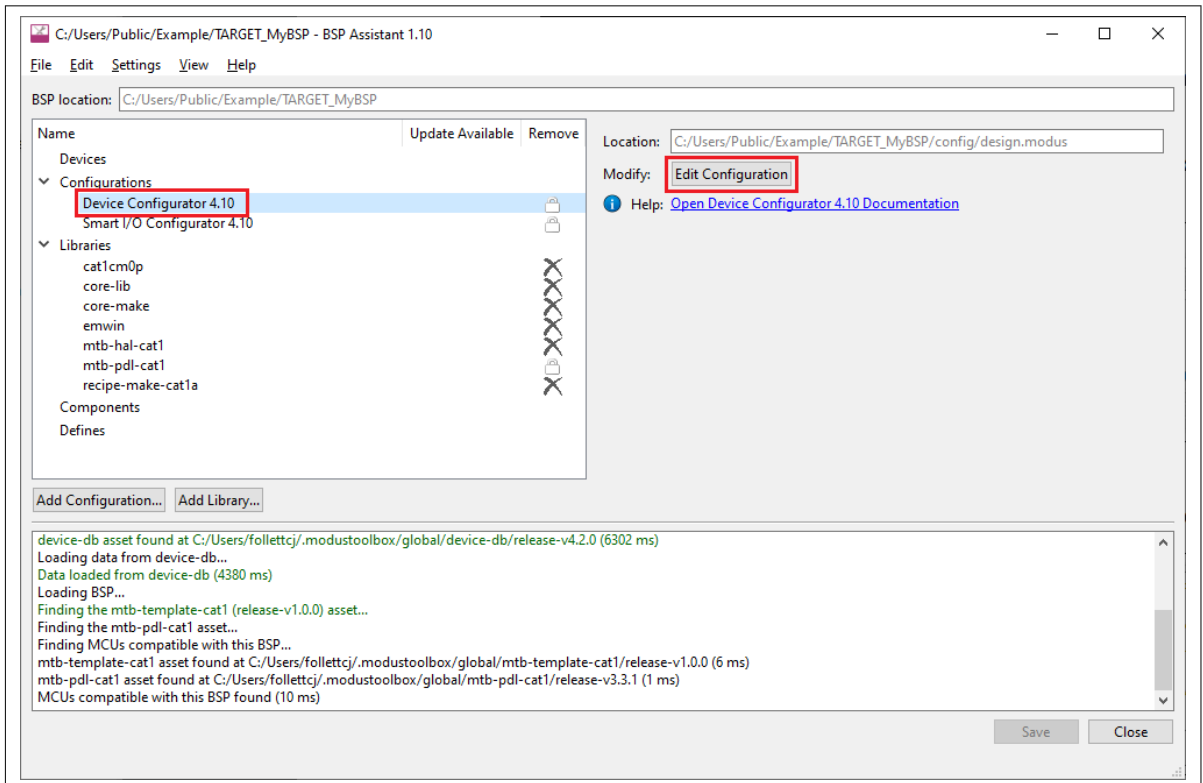 C:/Users/Public/Example/TARGET_MyBSP - BSP Assistant 1.10
File Edit Settings View Help
BSP location: C:/Users/Public/Example/TARGET_MyBSP
Name Update Available Remove
Devices
Configurations
Device Configurator 4.10
Smart I/O Configurator 4.10
Libraries
cat1cm0p
core-lib
core-make
emwin
mtb-hal-cat1
mtb-pdl-cat1
recipe-make-cat1a
Components
Defines
Location: C:/Users/Public/Example/TARGET_MyBSP/config/design.modus
Modify: Edit Configuration
Help: Open Device Configurator 4.10 Documentation
Add Configuration... Add Library...
device-db asset found at C:/Users/follettcj/.modustoolbox/global/device-db/release-v4.2.0 (6302 ms)
Loading data from device-db...
Data loaded from device-db (4380 ms)
Loading BSP...
Finding the mtb-template-cat1 (release-v1.0.0) asset...
Finding the mtb-pdl-cat1 asset...
Finding MCUs compatible with this BSP...
mtb-template-cat1 asset found at C:/Users/follettcj/.modustoolbox/global/mtb-template-cat1/release-v1.0.0 (6 ms)
mtb-pdl-cat1 asset found at C:/Users/follettcj/.modustoolbox/global/mtb-pdl-cat1/release-v3.3.1 (1 ms)
MCUs compatible with this BSP found (10 ms)
Save Close